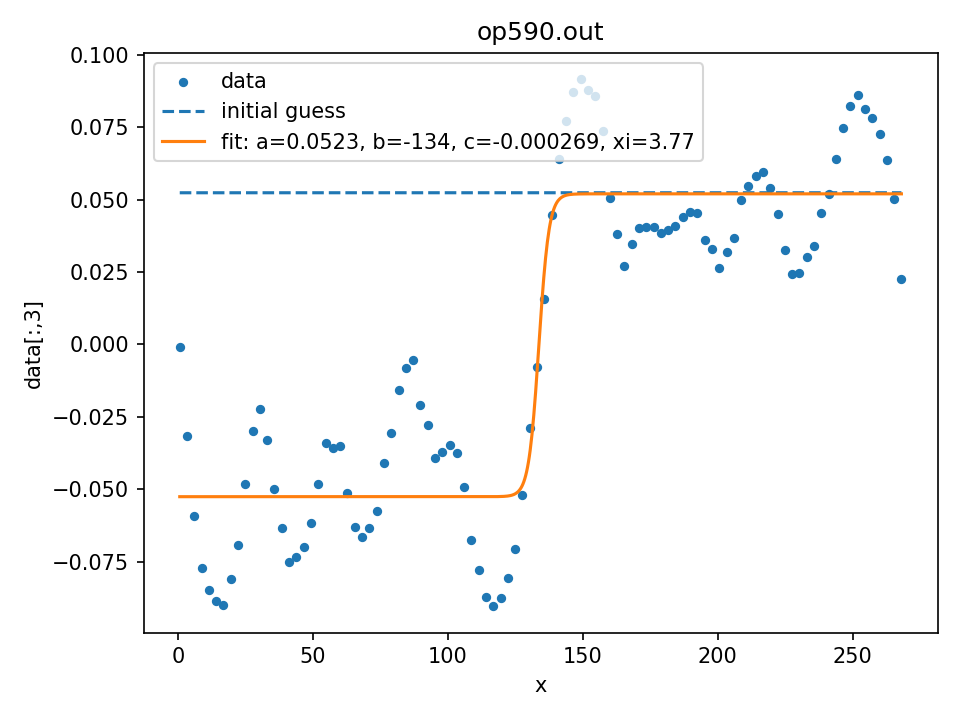 op590.out
data
initial guess
fit: a=0.0523, b=-134, c=-0.000269, xi=3.77
0.100
0.075
0.050
0.025
0.000
−0.025
−0.050
−0.075
data[:,3]
0 50 100 150 200 250
x